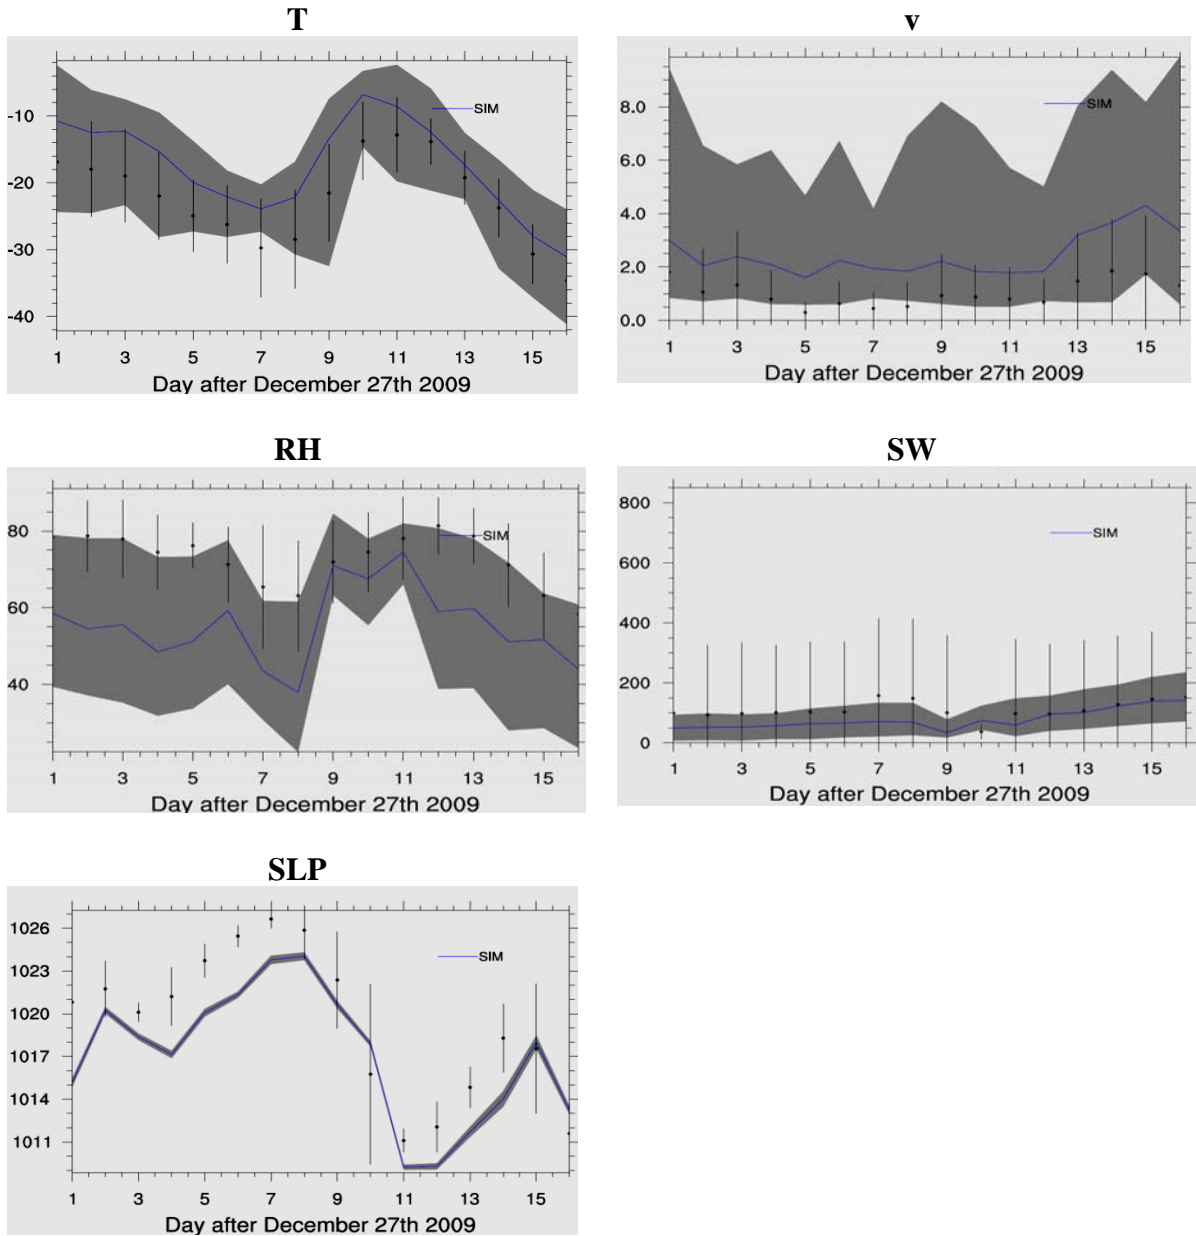 T
-10
-20
-30
-40
SIM
1 3 5 7 9 11 13 15
Day after December 27th 2009
v
8.0
6.0
4.0
2.0
0.0
SIM
1 3 5 7 9 11 13 15
Day after December 27th 2009
RH
80
60
40
SIM
1 3 5 7 9 11 13 15
Day after December 27th 2009
SW
800
600
400
200
0
SIM
1 3 5 7 9 11 13 15
Day after December 27th 2009
SLP
1026
1023
1020
1017
1014
1011
SIM
1 3 5 7 9 11 13 15
Day after December 27th 2009